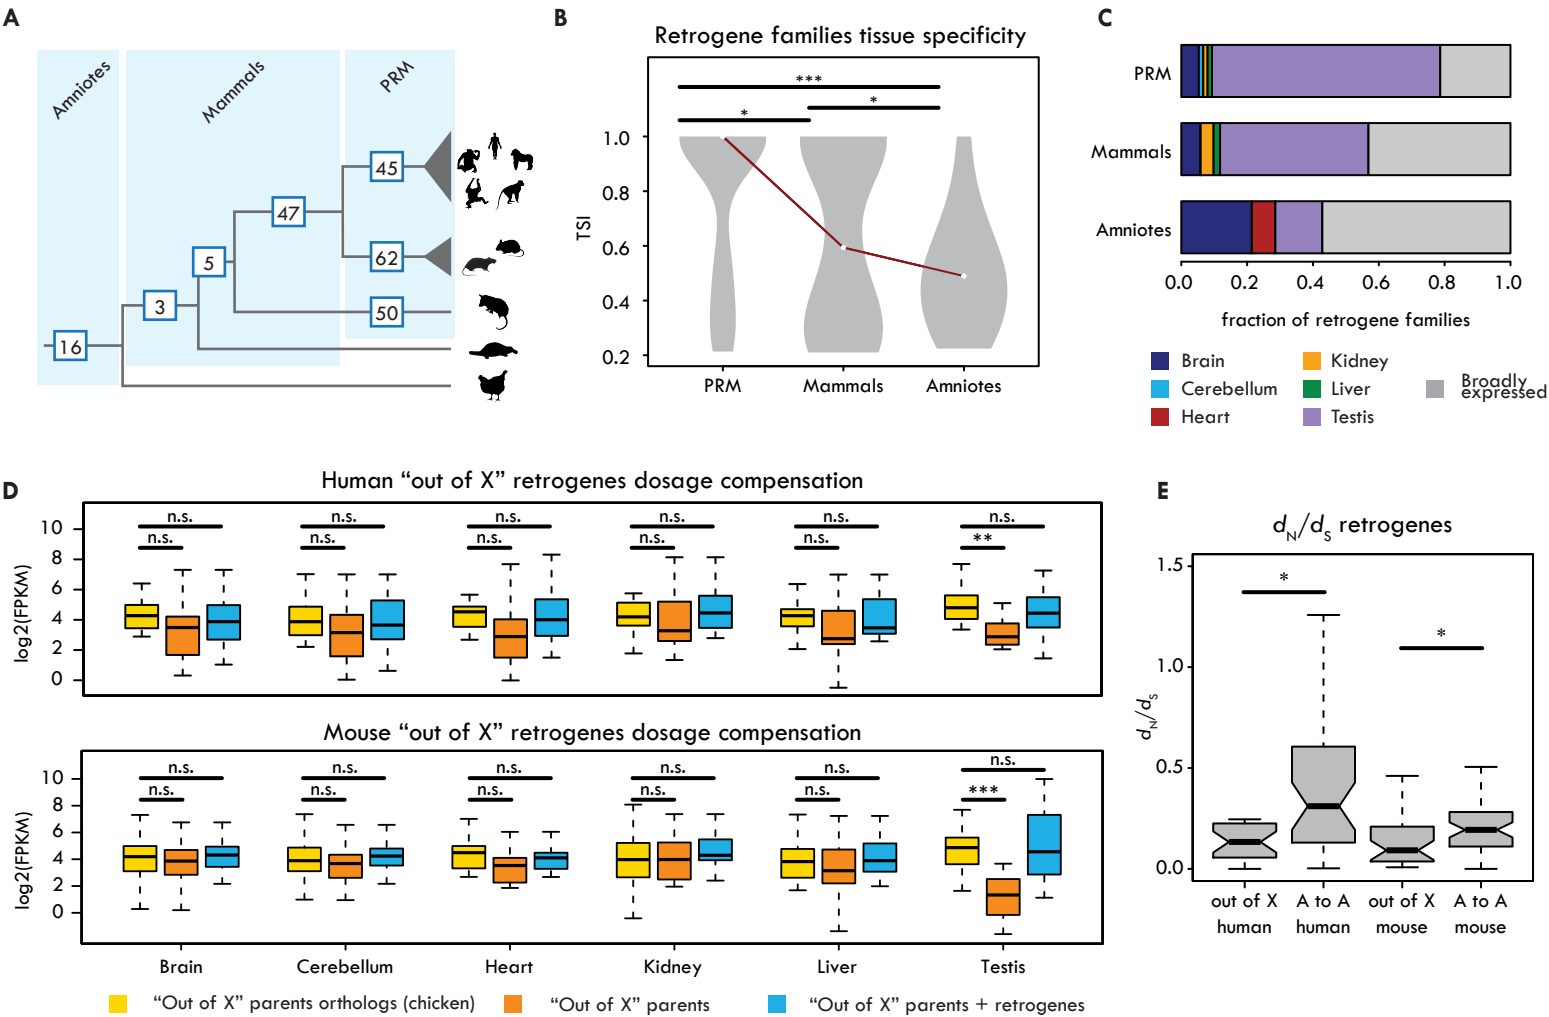 A
Amniotes
Mammals
PRM
45
47
5
62
3
50
16
B
Retrogene families tissue specificity
***
*
*
1.0
0.8
0.6
0.4
0.2
TSI
PRM
Mammals
Amniotes
C
PRM
Mammals
Amniotes
0.0 0.2 0.4 0.6 0.8 1.0
fraction of retrogene families
Brain
Cerebellum
Heart
Kidney
Liver
Testis
Broadly
expressed
D
Human “out of X” retrogenes dosage compensation
log2(FPKM)
10
8
6
4
2
0
n.s. n.s. n.s. n.s. n.s. n.s.
n.s. n.s. n.s. n.s. n.s. **
Mouse “out of X” retrogenes dosage compensation
log2(FPKM)
10
8
6
4
2
0
n.s. n.s. n.s. n.s. n.s. n.s.
n.s. n.s. n.s. n.s. n.s. ***
Brain Cerebellum Heart Kidney Liver Testis
“Out of X” parents orthologs (chicken)
“Out of X” parents
“Out of X” parents + retrogenes
E
dN/dS retrogenes
1.5
1.0
0.5
0.0
dN/dS
*
*
out of X
human
A to A
human
out of X
mouse
A to A
mouse